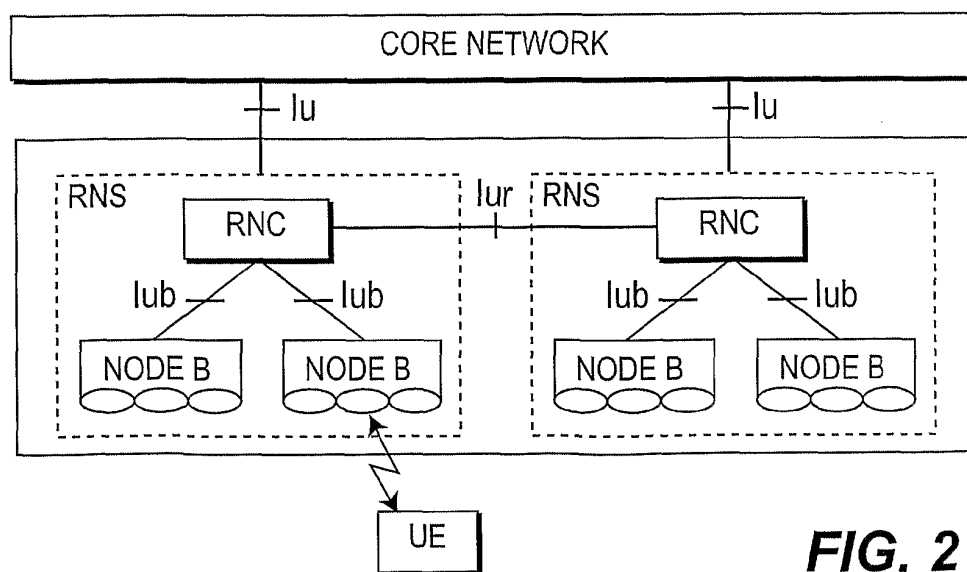 CORE NETWORK
Iu
Iu
RNS
Iur
RNS
RNC
RNC
Iub
Iub
Iub
Iub
NODE B
NODE B
NODE B
NODE B
UE
FIG. 2